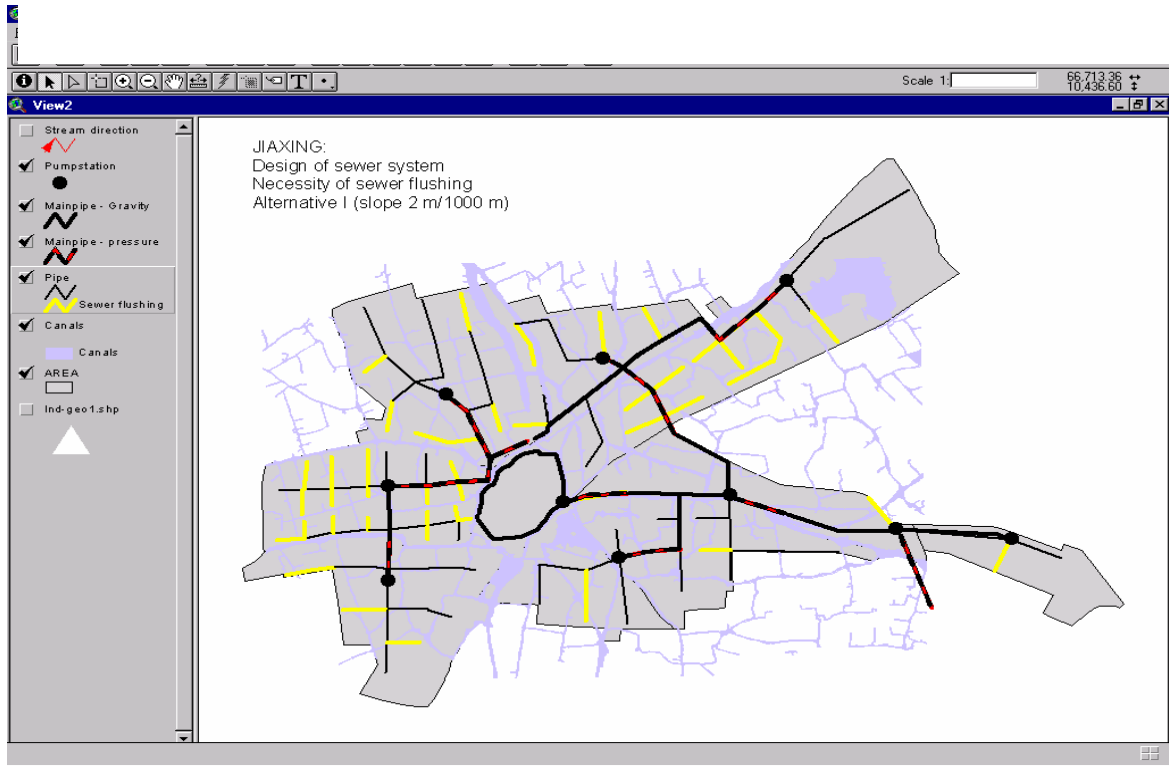 Scale 1:
66,713.36
10,436.60
View2
Stream direction
Pumpstation
Mainpipe - Gravity
Mainpipe - pressure
Pipe
Sewer flushing
Canals
Canals
AREA
Ind-geo1.shp
JIAXING:
Design of sewer system
Necessity of sewer flushing
Alternative I (slope 2 m/1000 m)